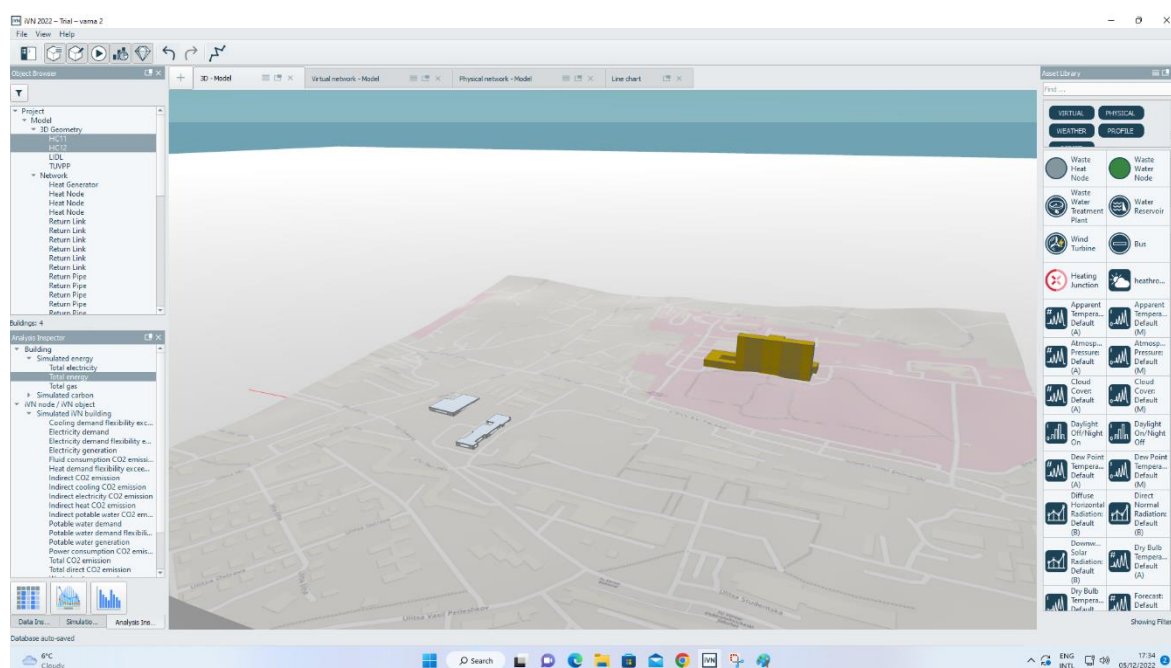 iVN 2022 – Trial – varna 2
File View Help
Object Browser
Project
Model
3D Geometry
HC11
HC12
LIDL
TUVPP
Network
Heat Generator
Heat Node
Heat Node
Heat Node
Return Link
Return Link
Return Link
Return Link
Return Link
Return Link
Return Pipe
Return Pipe
Return Pipe
Return Pipe
Return Pipe
Buildings: 4
Analysis Inspector
Building
Simulated energy
Total electricity
Total energy
Total gas
Simulated carbon
iVN node / iVN object
Simulated iVN building
Cooling demand flexibility exc...
Electricity demand
Electricity demand flexibility e...
Electricity generation
Fluid consumption CO2 emissi...
Heat demand flexibility excee...
Indirect CO2 emission
Indirect cooling CO2 emission
Indirect electricity CO2 emission
Indirect heat CO2 emission
Indirect potable water CO2 em...
Potable water demand
Potable water demand flexibili...
Potable water generation
Power consumption CO2 emis...
Total CO2 emission
Total direct CO2 emission
Data Ins... Simulatio... Analysis Ins...
Database auto-saved
3D - Model Virtual network - Model Physical network - Model Line chart
Asset Library
Find ...
VIRTUAL PHYSICAL
WEATHER PROFILE
Waste Heat Node
Waste Water Node
Waste Water Treatment Plant
Water Reservoir
Wind Turbine
Bus
Heating Junction
heathro...
Apparent Tempera... Default (A)
Apparent Tempera... Default (M)
Atmosp... Pressure: Default (A)
Atmosp... Pressure: Default (M)
Cloud Cover: Default (A)
Cloud Cover: Default (M)
Daylight Off/Night On
Daylight On/Night Off
Dew Point Tempera... Default (A)
Dew Point Tempera... Default (M)
Diffuse Horizontal Radiation: Default (B)
Direct Normal Radiation: Default (B)
Downw... Solar Radiation: Default (B)
Dry Bulb Tempera... Default (A)
Dry Bulb Tempera... Default
Forecast: Default
Showing Filter
6°C
Cloudy
Search
ENG
INTL
17:34
05/12/2022